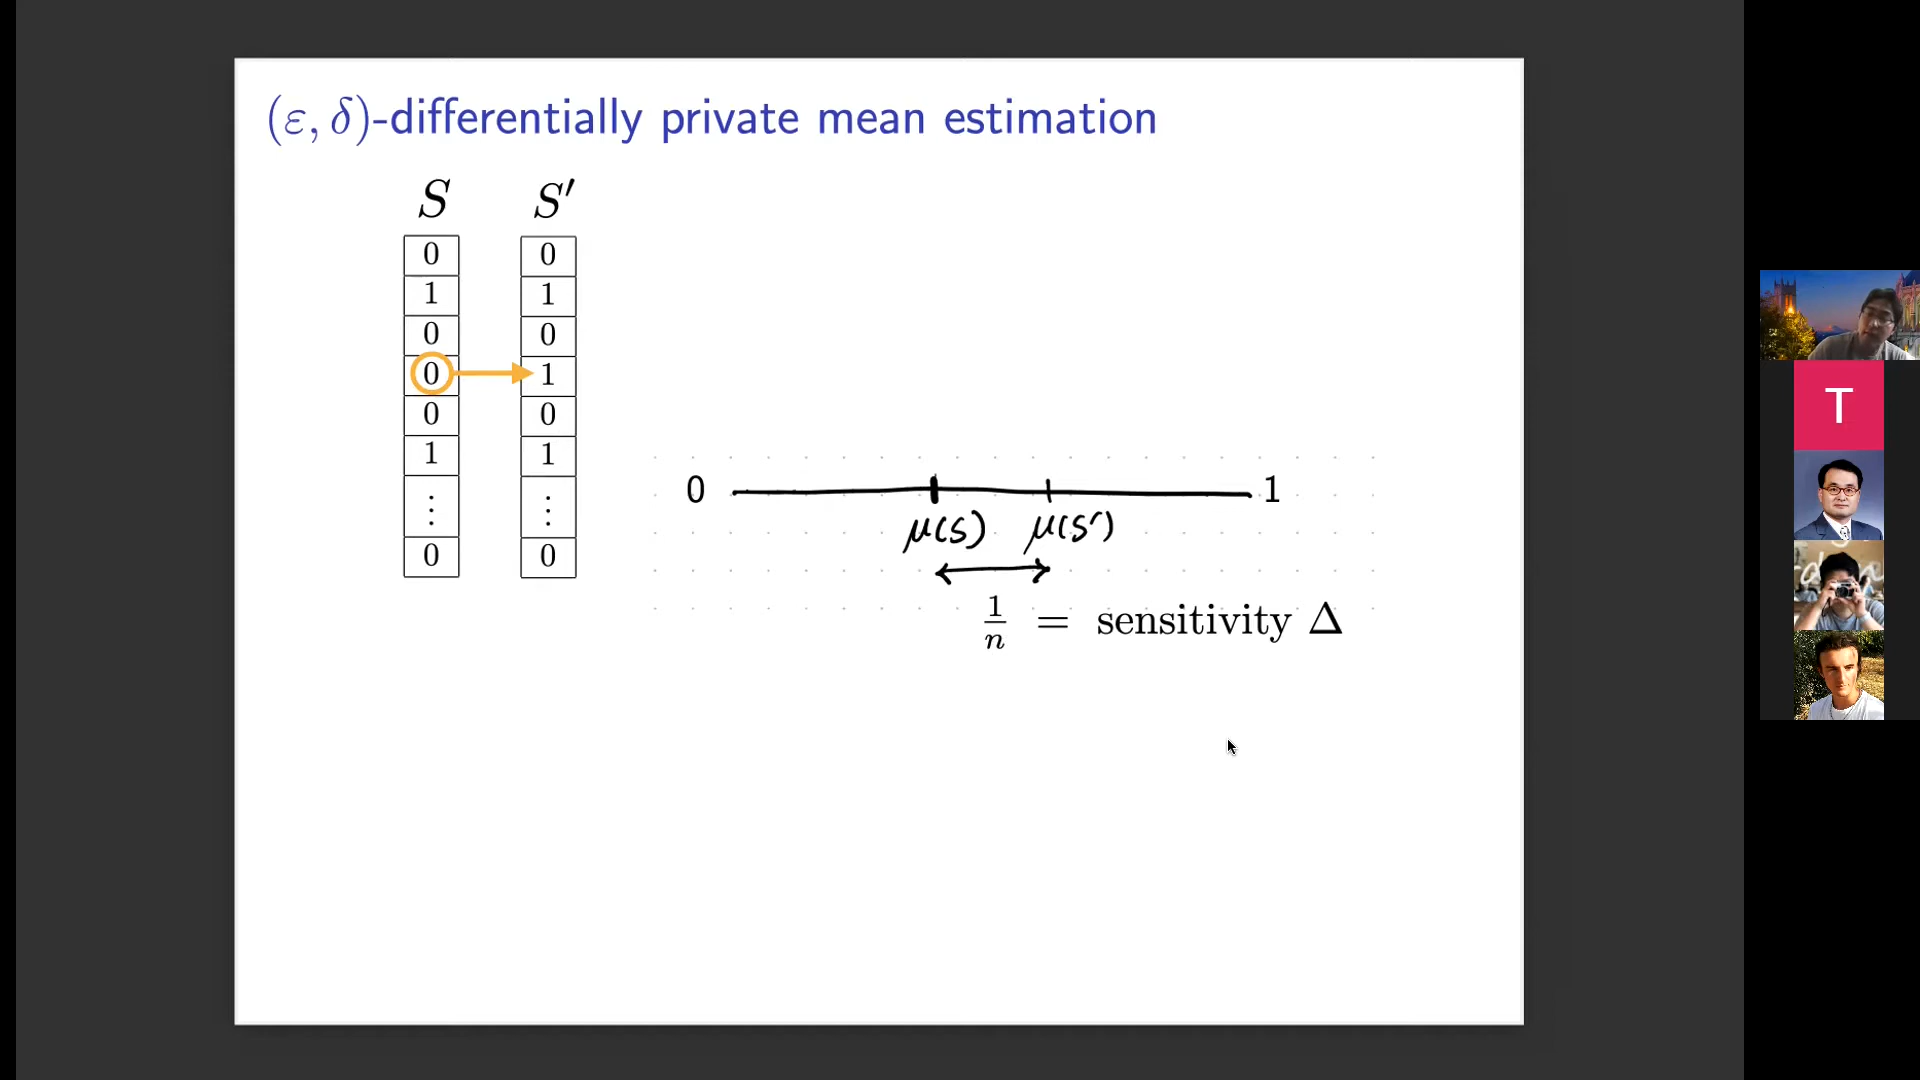 (ε, δ)-differentially private mean estimation
S S′
0 0
1 1
0 0
0 1
0 0
1 1
⋮ ⋮
0 0
0 1
μ(S) μ(S′)
1/n = sensitivity Δ
T